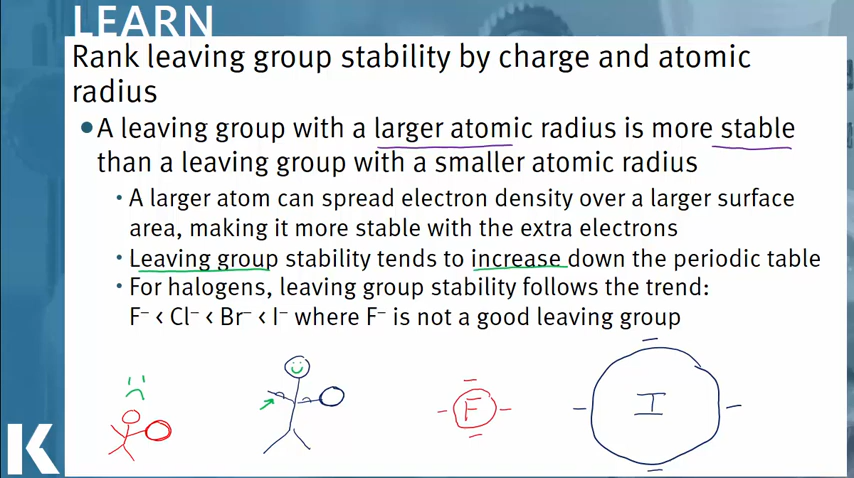 LEARN
Rank leaving group stability by charge and atomic
radius
A leaving group with a larger atomic radius is more stable
than a leaving group with a smaller atomic radius
A larger atom can spread electron density over a larger surface
area, making it more stable with the extra electrons
Leaving group stability tends to increase down the periodic table
For halogens, leaving group stability follows the trend:
F⁻ < Cl⁻ < Br⁻ < I⁻ where F⁻ is not a good leaving group
F
I
K